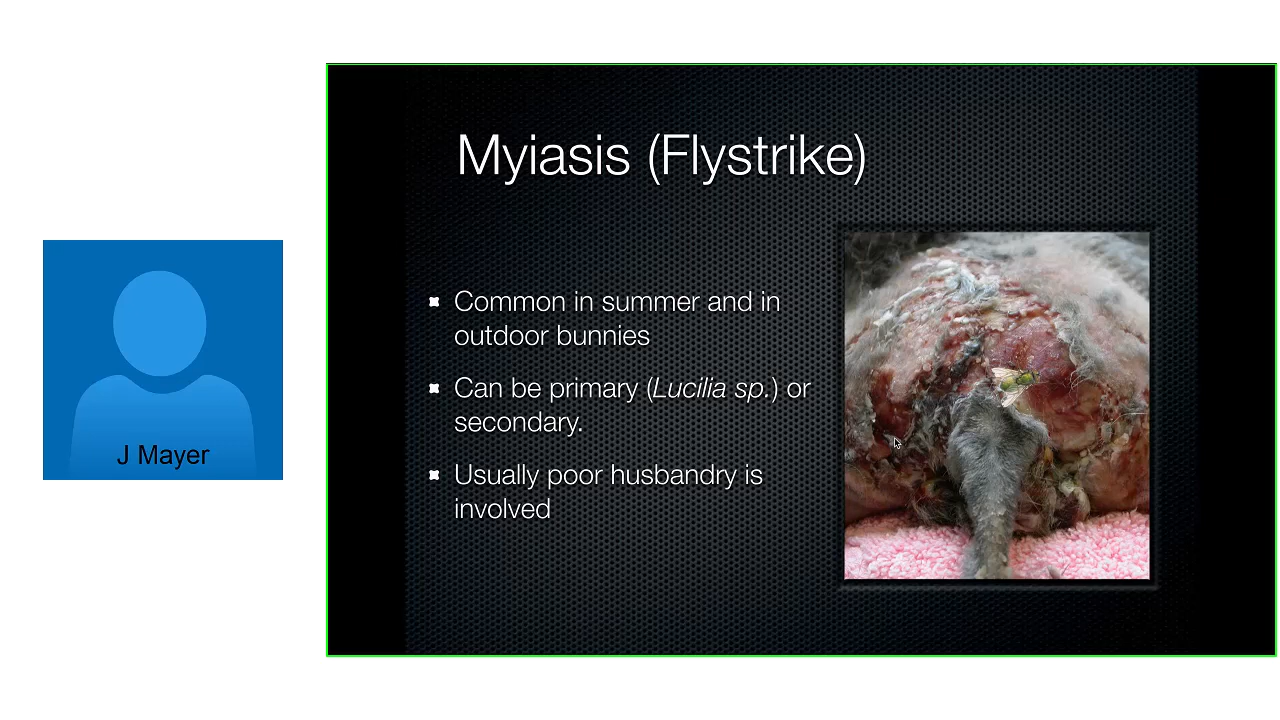 Myiasis (Flystrike)
Common in summer and in
outdoor bunnies
Can be primary (Lucilia sp.) or
secondary.
Usually poor husbandry is
involved
J Mayer